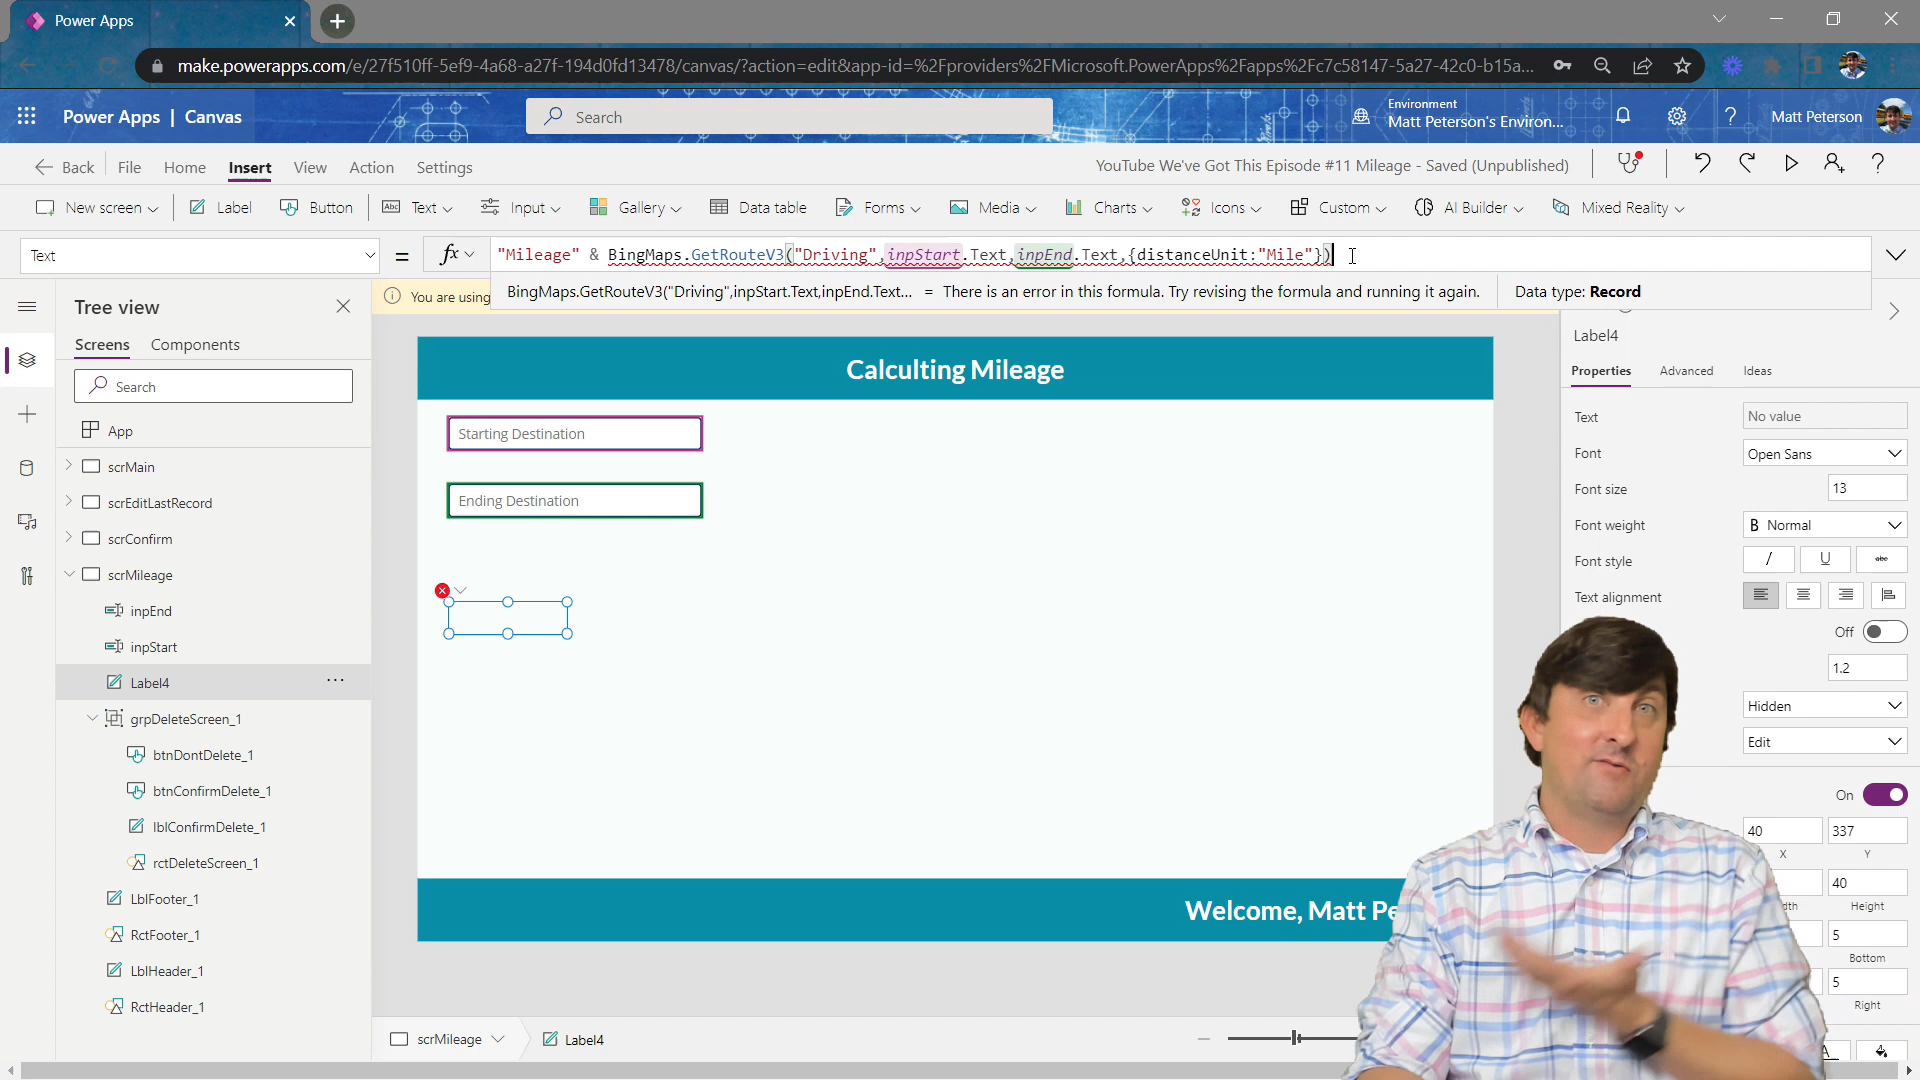 Power Apps
make.powerapps.com/e/27f510ff-5ef9-4a68-a27f-194d0fd13478/canvas/?action=edit&app-id=%2Fproviders%2FMicrosoft.PowerApps%2Fapps%2Fc7c58147-5a27-42c0-b15a...
Power Apps | Canvas
Search
Environment
Matt Peterson's Environ...
Matt Peterson
Back File Home Insert View Action Settings
YouTube We've Got This Episode #11 Mileage - Saved (Unpublished)
New screen Label Button Text Input Gallery Data table Forms Media Charts Icons Custom AI Builder Mixed Reality
Text = fx "Mileage" & BingMaps.GetRouteV3("Driving",inpStart.Text,inpEnd.Text,{distanceUnit:"Mile"})
You are using
BingMaps.GetRouteV3("Driving",inpStart.Text,inpEnd.Text... = There is an error in this formula. Try revising the formula and running it again.
Data type: Record
Tree view
Screens Components
Search
App
scrMain
scrEditLastRecord
scrConfirm
scrMileage
inpEnd
inpStart
Label4
grpDeleteScreen_1
btnDontDelete_1
btnConfirmDelete_1
lblConfirmDelete_1
rctDeleteScreen_1
LblFooter_1
RctFooter_1
LblHeader_1
RctHeader_1
Calculting Mileage
Starting Destination
Ending Destination
Welcome, Matt Pe
scrMileage
Label4
Label4
Properties Advanced Ideas
Text No value
Font Open Sans
Font size 13
Font weight B Normal
Font style / U abc
Text alignment
Off
1.2
Hidden
Edit
On
40 337
X Y
40
Height
5
Bottom
5
Right
A